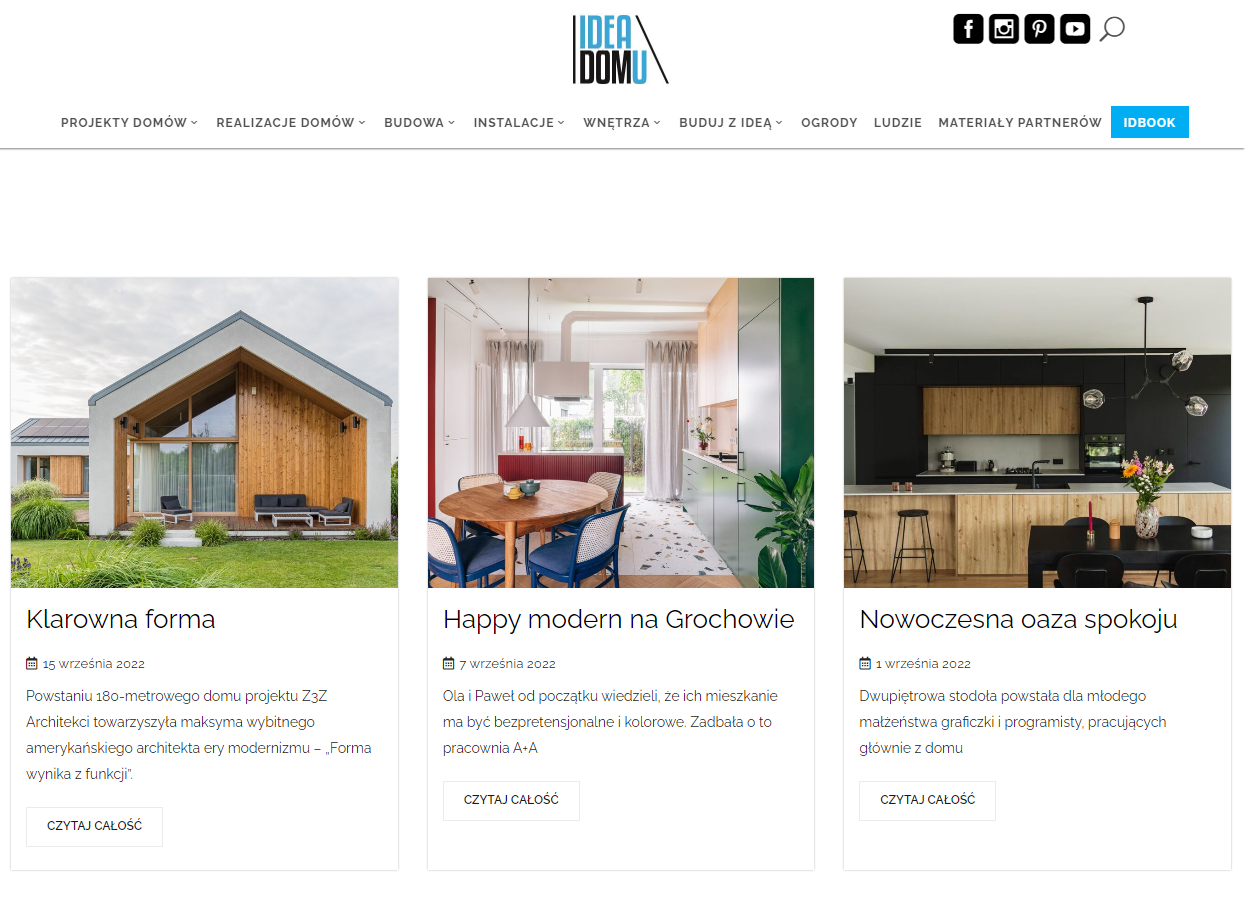 IDEA
DOMU
PROJEKTY DOMÓW REALIZACJE DOMÓW BUDOWA INSTALACJE WNĘTRZA BUDUJ Z IDEĄ OGRODY LUDZIE MATERIAŁY PARTNERÓW IDBOOK
Klarowna forma
15 września 2022
Powstaniu 180-metrowego domu projektu Z3Z
Architekci towarzyszyła maksyma wybitnego
amerykańskiego architekta ery modernizmu – „Forma
wynika z funkcji”.
CZYTAJ CAŁOŚĆ
Happy modern na Grochowie
7 września 2022
Ola i Paweł od początku wiedzieli, że ich mieszkanie
ma być bezpretensjonalne i kolorowe. Zadbała o to
pracownia A+A
CZYTAJ CAŁOŚĆ
Nowoczesna oaza spokoju
1 września 2022
Dwupiętrowa stodoła powstała dla młodego
małżeństwa graficzki i programisty, pracujących
głównie z domu
CZYTAJ CAŁOŚĆ